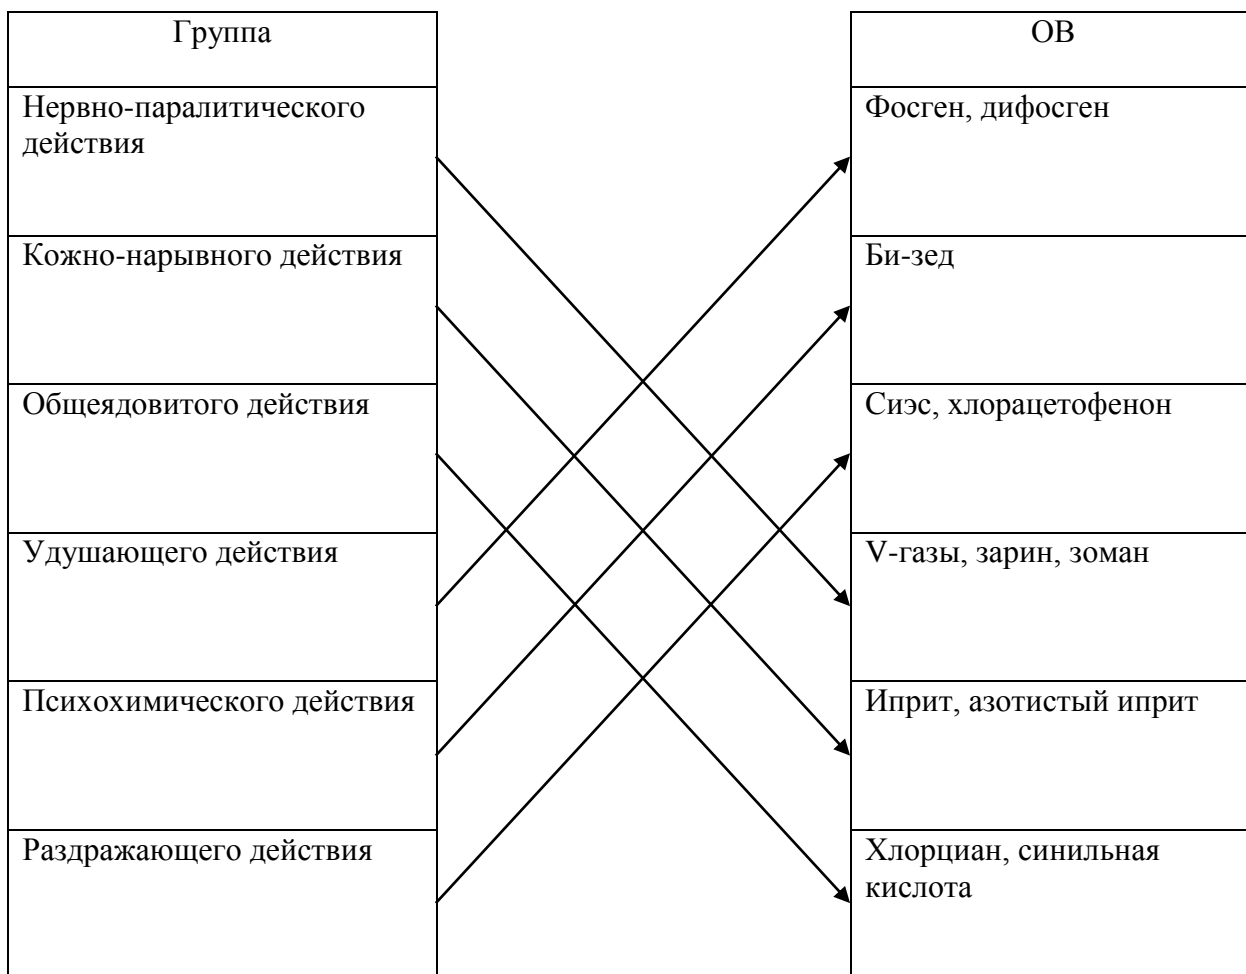 Группа
Нервно-паралитического
действия
Кожно-нарывного действия
Общеядовитого действия
Удушающего действия
Психохимического действия
Раздражающего действия
ОВ
Фосген, дифосген
Би-зед
Сиэс, хлорацетофенон
V-газы, зарин, зоман
Иприт, азотистый иприт
Хлорциан, синильная
кислота